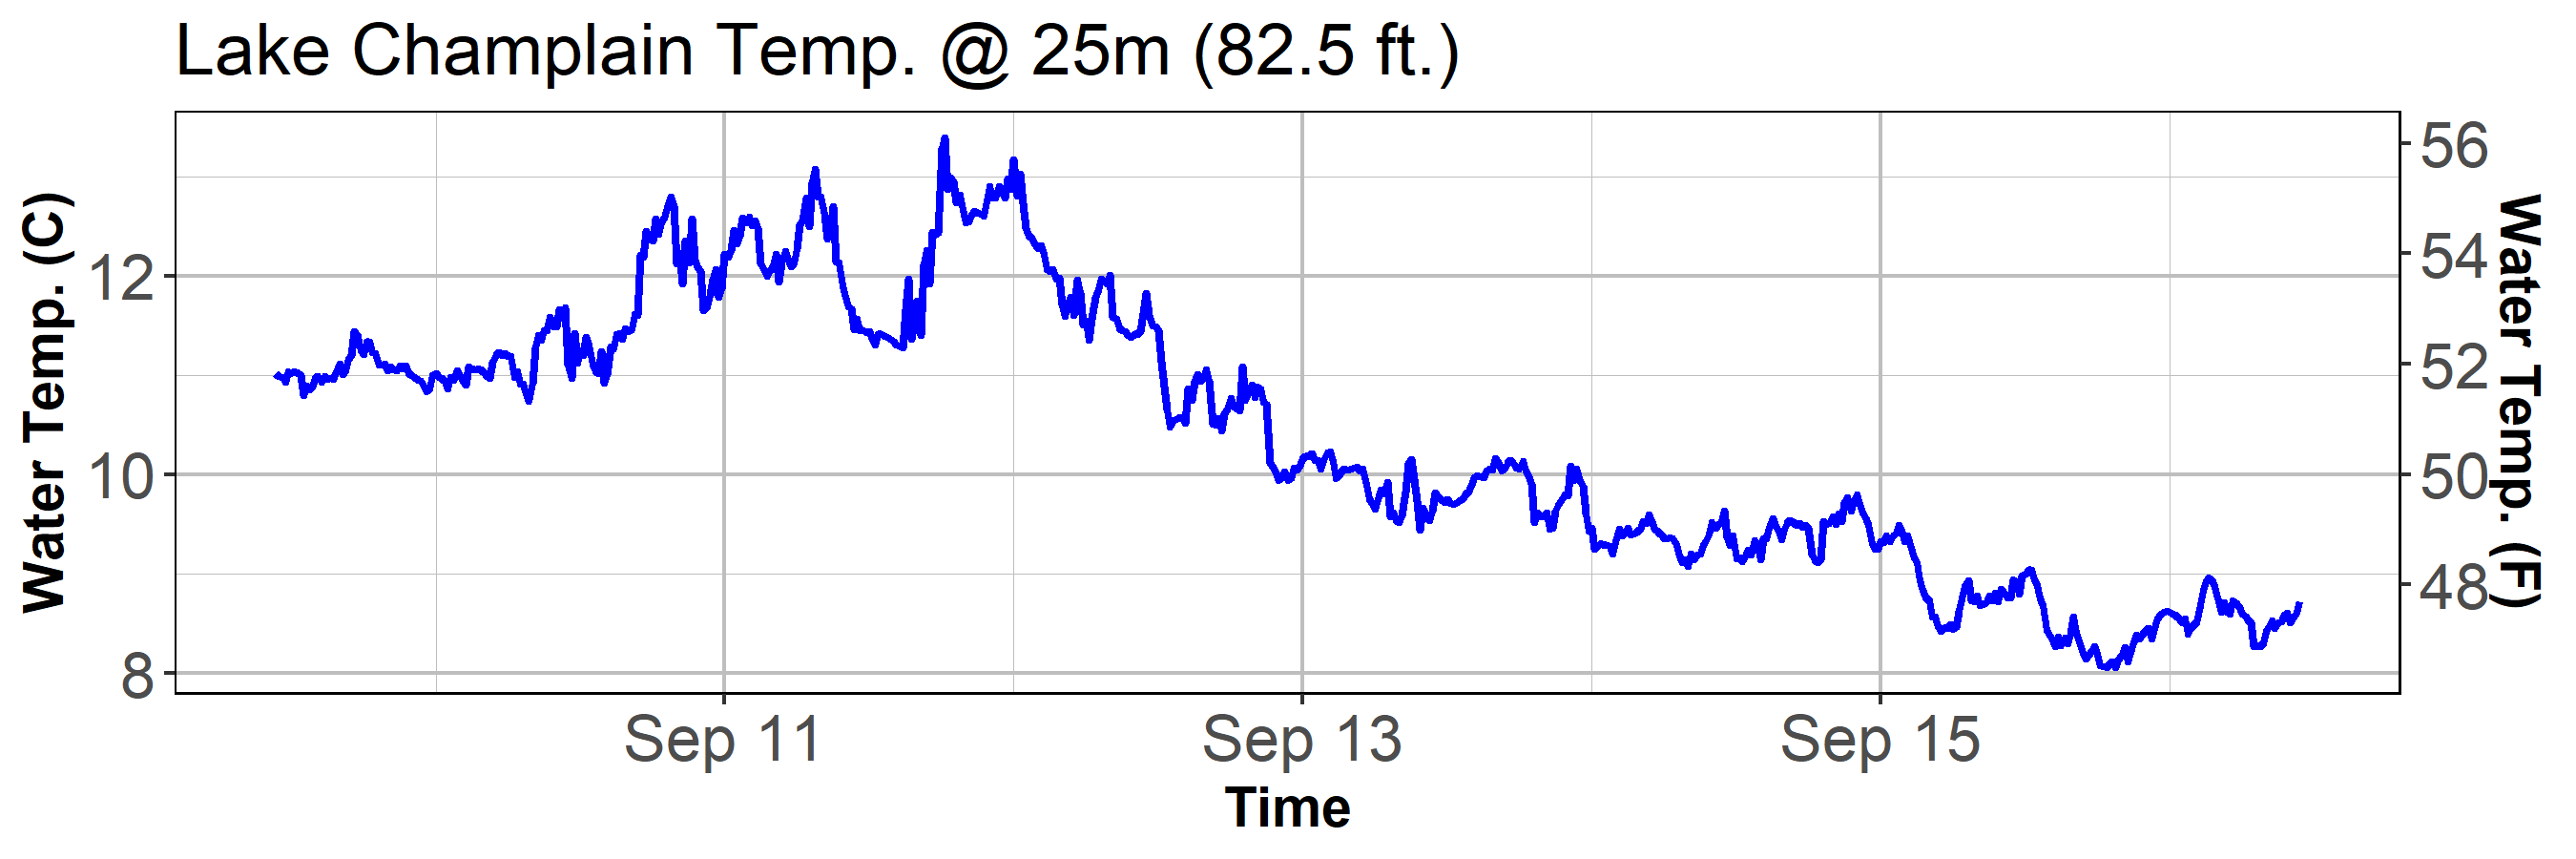 Lake Champlain Temp. @ 25m (82.5 ft.)
Water Temp. (C)
12
10
8
56
54
52
50
48
Water Temp. (F)
Sep 11
Sep 13
Sep 15
Time